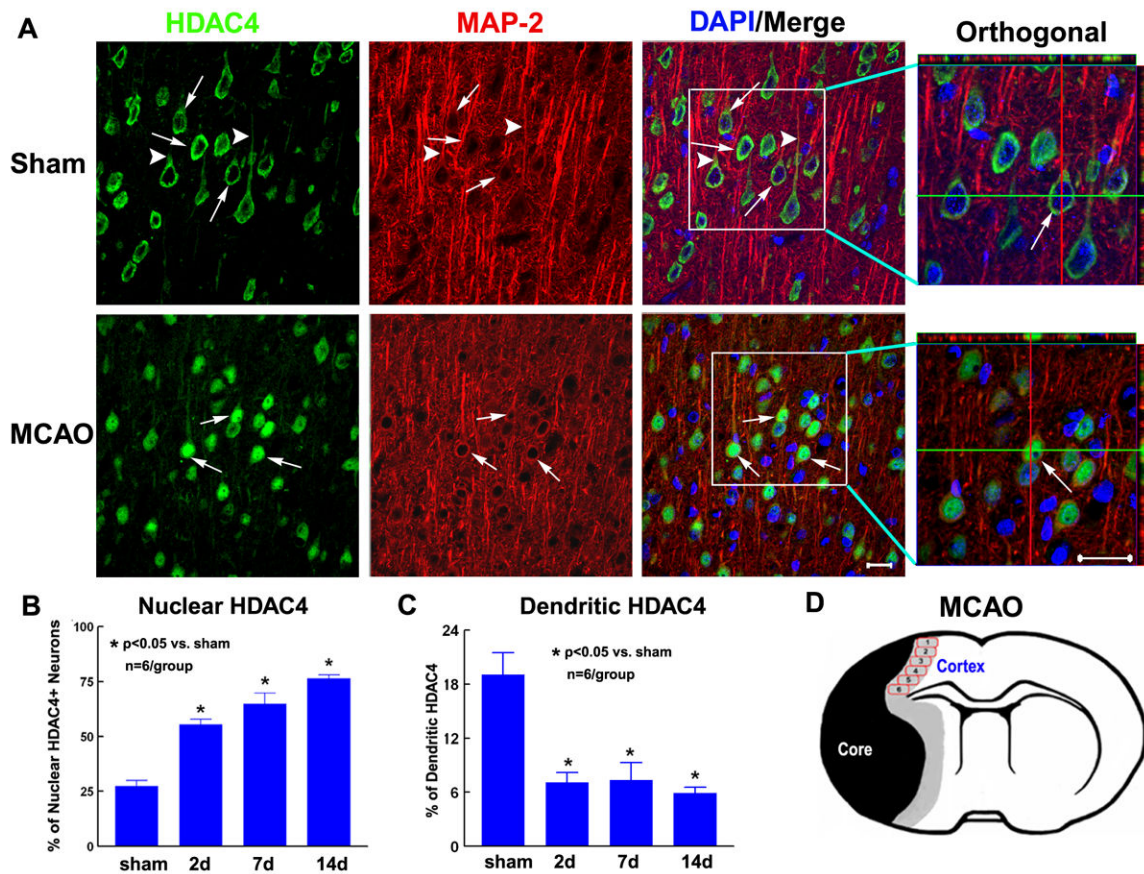 A
HDAC4
MAP-2
DAPI/Merge
Orthogonal
Sham
MCAO
B
Nuclear HDAC4
% of Nuclear HDAC4+ Neurons
100
75
50
25
0
* p<0.05 vs. sham
n=6/group
*
*
*
sham
2d
7d
14d
C
Dendritic HDAC4
% of Dendritic HDAC4
24
18
12
6
0
* p<0.05 vs. sham
n=6/group
*
*
*
sham
2d
7d
14d
D
MCAO
1
2
3
4
5
6
Cortex
Core